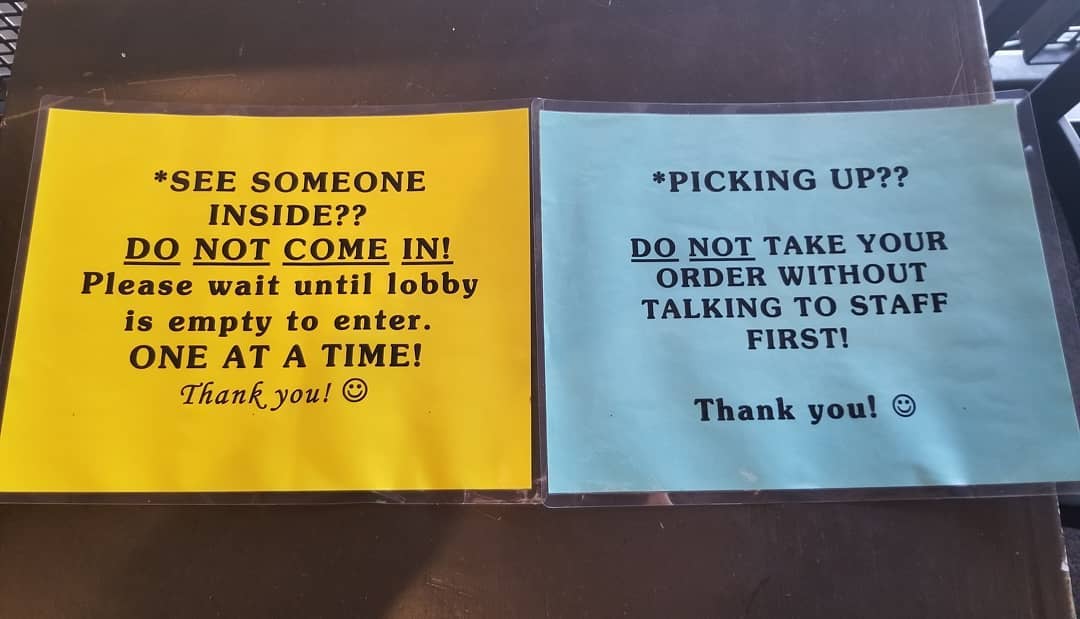 *SEE SOMEONE
INSIDE??
DO NOT COME IN!
Please wait until lobby
is empty to enter.
ONE AT A TIME!
Thank you! ☺
*PICKING UP??
DO NOT TAKE YOUR
ORDER WITHOUT
TALKING TO STAFF
FIRST!
Thank you! ☺